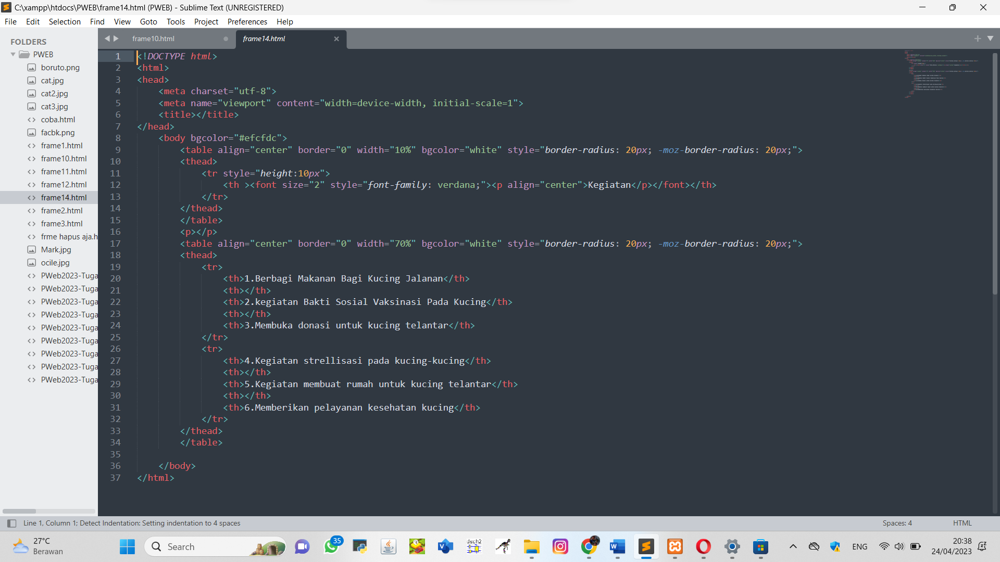 C:\xampp\htdocs\PWEB\frame14.html (PWEB) - Sublime Text (UNREGISTERED)
File Edit Selection Find View Goto Tools Project Preferences Help
FOLDERS
PWEB
boruto.png
cat.jpg
cat2.jpg
cat3.jpg
coba.html
facbk.png
frame1.html
frame10.html
frame11.html
frame12.html
frame14.html
frame2.html
frame3.html
frme hapus aja.h
Mark.jpg
ocile.jpg
PWeb2023-Tuga
PWeb2023-Tuga
PWeb2023-Tuga
PWeb2023-Tuga
PWeb2023-Tuga
PWeb2023-Tuga
PWeb2023-Tuga
PWeb2023-Tuga
PWeb2023-Tuga
frame10.html frame14.html
1 <!DOCTYPE html>
2 <html>
3 <head>
4 <meta charset="utf-8">
5 <meta name="viewport" content="width=device-width, initial-scale=1">
6 <title></title>
7 </head>
8 <body bgcolor="#efcfdc">
9 <table align="center" border="0" width="10%" bgcolor="white" style="border-radius: 20px; -moz-border-radius: 20px;">
10 <thead>
11 <tr style="height:10px">
12 <th ><font size="2" style="font-family: verdana;"><p align="center">Kegiatan</p></font></th>
13 </tr>
14 </thead>
15 </table>
16 <p></p>
17 <table align="center" border="0" width="70%" bgcolor="white" style="border-radius: 20px; -moz-border-radius: 20px;">
18 <thead>
19 <tr>
20 <th>1.Berbagi Makanan Bagi Kucing Jalanan</th>
21 <th></th>
22 <th>2.kegiatan Bakti Sosial Vaksinasi Pada Kucing</th>
23 <th></th>
24 <th>3.Membuka donasi untuk kucing telantar</th>
25 </tr>
26 <tr>
27 <th>4.Kegiatan strellisasi pada kucing-kucing</th>
28 <th></th>
29 <th>5.Kegiatan membuat rumah untuk kucing telantar</th>
30 <th></th>
31 <th>6.Memberikan pelayanan kesehatan kucing</th>
32 </tr>
33 </thead>
34 </table>
35
36 </body>
37 </html>
Line 1, Column 1; Detect Indentation: Setting indentation to 4 spaces Spaces: 4 HTML
27°C
Berawan
Search
35
dsch2
ENG
20:38
24/04/2023